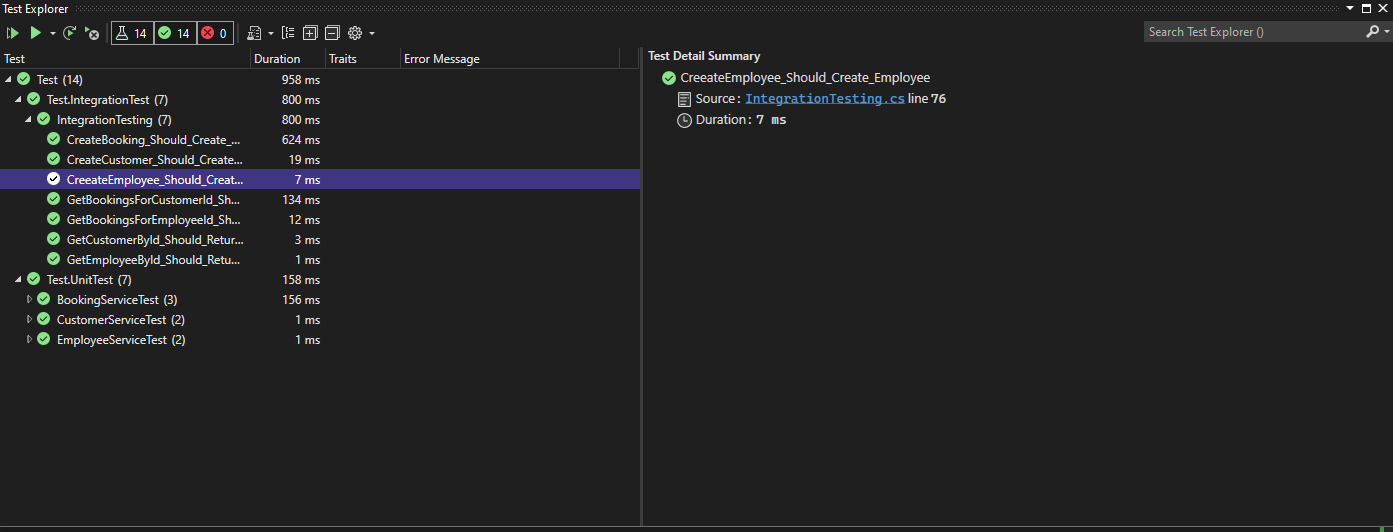 Test Explorer
14 14 0
Search Test Explorer ()
Test Duration Traits Error Message
Test (14) 958 ms
Test.IntegrationTest (7) 800 ms
IntegrationTesting (7) 800 ms
CreateBooking_Should_Create_... 624 ms
CreateCustomer_Should_Create... 19 ms
CreeateEmployee_Should_Creat... 7 ms
GetBookingsForCustomerId_Sh... 134 ms
GetBookingsForEmployeeId_Sh... 12 ms
GetCustomerById_Should_Retur... 3 ms
GetEmployeeById_Should_Retu... 1 ms
Test.UnitTest (7) 158 ms
BookingServiceTest (3) 156 ms
CustomerServiceTest (2) 1 ms
EmployeeServiceTest (2) 1 ms
Test Detail Summary
CreeateEmployee_Should_Create_Employee
Source: IntegrationTesting.cs line 76
Duration: 7 ms